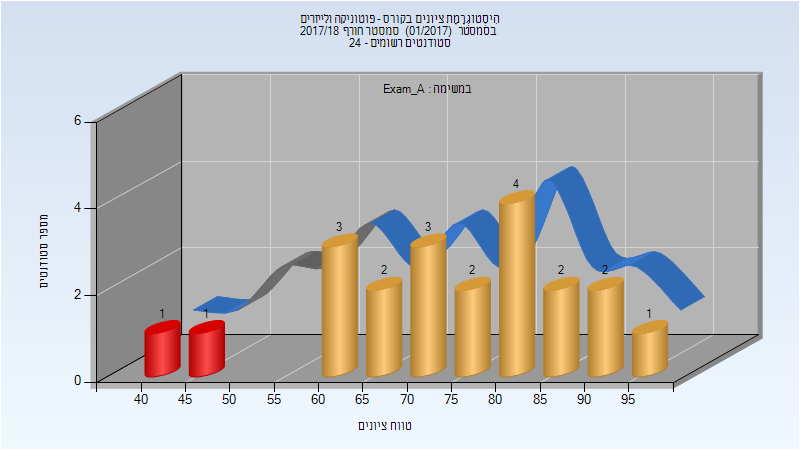 היסטוגרמת ציונים בקורס - פוטוניקה ולייזרים
בסמסטר (01/2017) סמסטר חורף 2017/18
סטודנטים רשומים - 24
במשימה : Exam_A
מספר סטודנטים
6
4
2
0
1
1
3
2
3
2
4
2
2
1
40 45 50 55 60 65 70 75 80 85 90 95
טווח ציונים